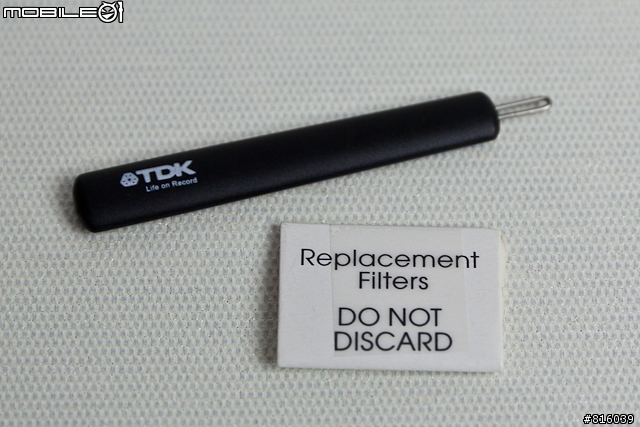 MOBILE01
TDK
Life on Record
Replacement
Filters
DO NOT
DISCARD
#816039